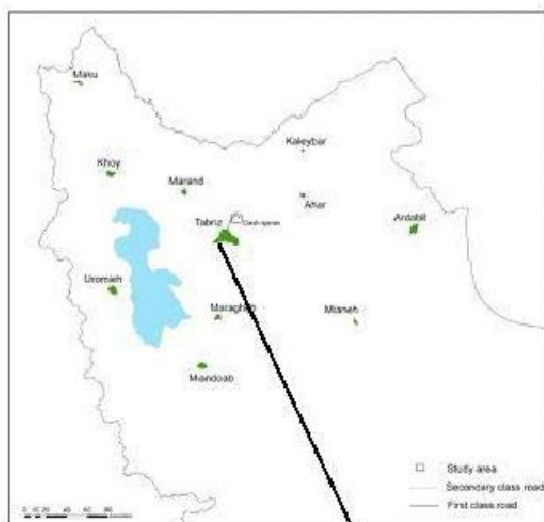 Maku
Kaleybar
Khoy
Marand
Ahar
Tabriz
Ardabil
Uromieh
Maragheh
Mianeh
Miandoab
Study area
Secondary class road
First class road